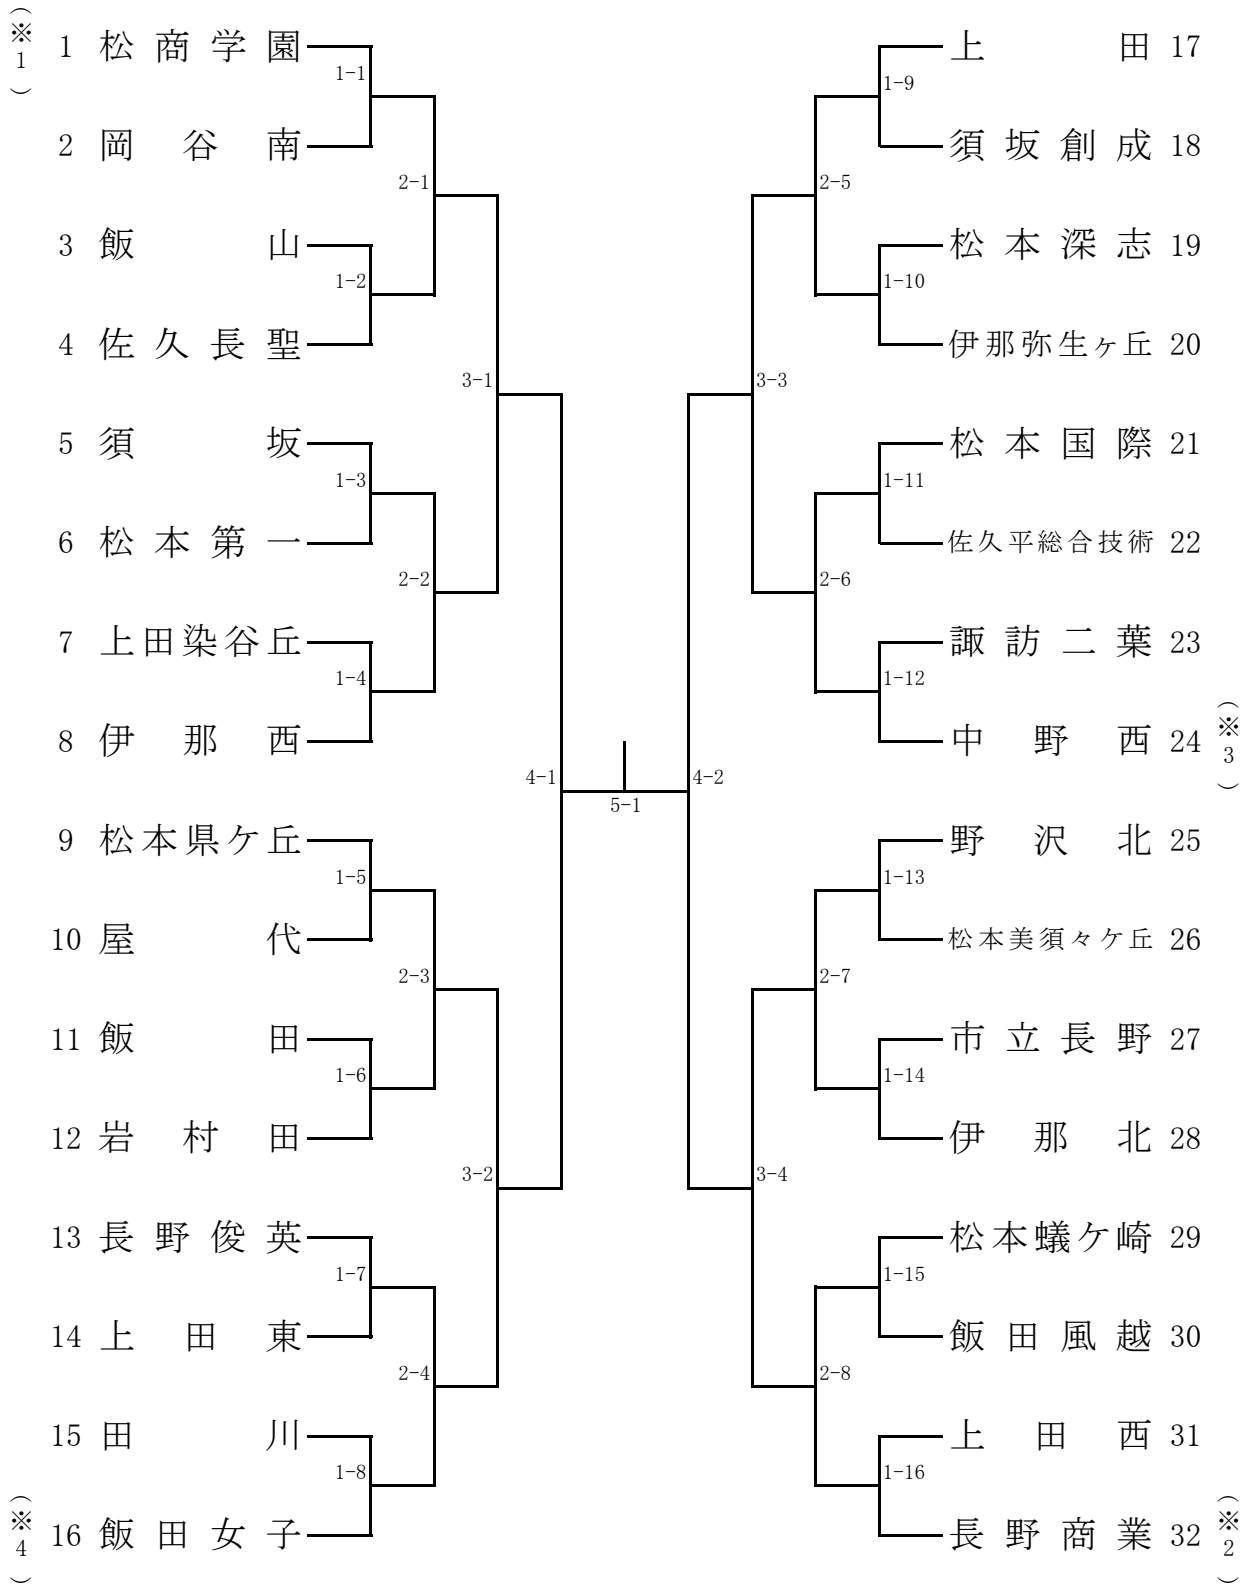 (※1)
1 松商学園
1-1
2 岡谷南
2-1
3 飯山
1-2
4 佐久長聖
3-1
5 須坂
1-3
6 松本第一
2-2
7 上田染谷丘
1-4
8 伊那西
4-1
9 松本県ケ丘
1-5
10 屋代
2-3
11 飯田
1-6
12 岩村田
3-2
13 長野俊英
1-7
14 上田東
2-4
15 田川
1-8
16 飯田女子
(※4)
5-1
上田 17
1-9
須坂創成 18
2-5
松本深志 19
1-10
伊那弥生ヶ丘 20
3-3
松本国際 21
1-11
佐久平総合技術 22
2-6
諏訪二葉 23
1-12
中野西 24
(※3)
4-2
野沢北 25
1-13
松本美須々ケ丘 26
2-7
市立長野 27
1-14
伊那北 28
3-4
松本蟻ケ崎 29
1-15
飯田風越 30
2-8
上田西 31
1-16
長野商業 32
(※2)